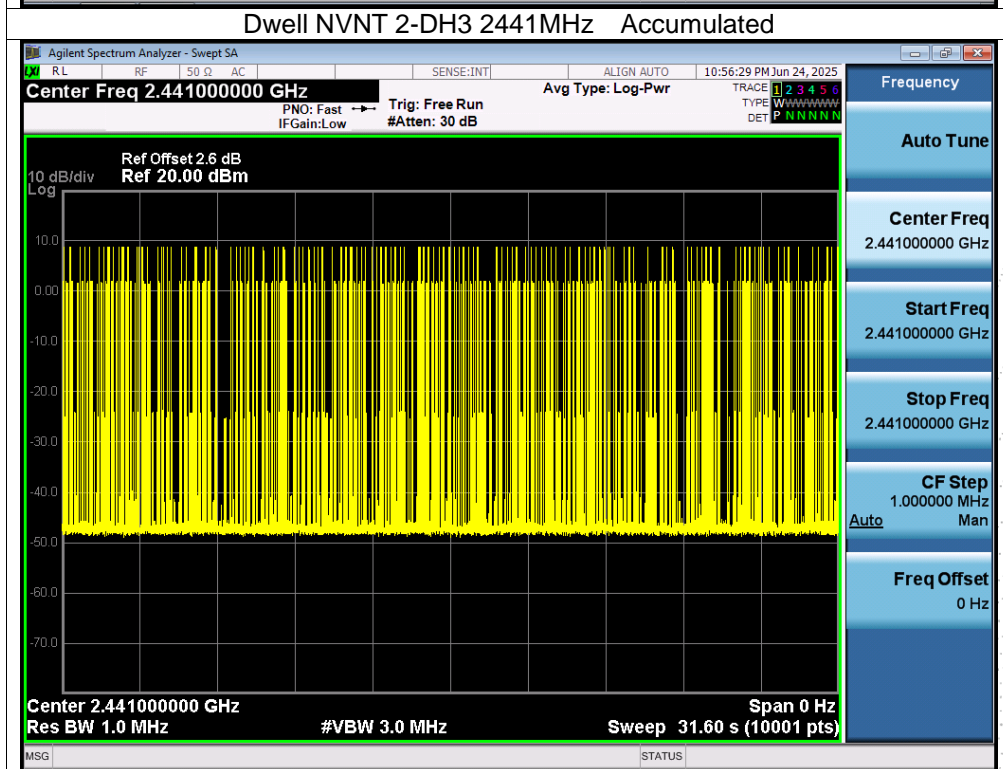 Dwell NVNT 2-DH3 2441MHz Accumulated
Agilent Spectrum Analyzer - Swept SA
LXI RL RF 50 Ω AC SENSE:INT ALIGN AUTO 10:56:29 PM Jun 24, 2025
Center Freq 2.441000000 GHz
PNO: Fast
IFGain:Low
Trig: Free Run
#Atten: 30 dB
Avg Type: Log-Pwr
TRACE 1 2 3 4 5 6
TYPE WWWWWW
DET P N N N N N
Frequency
Auto Tune
Center Freq
2.441000000 GHz
Start Freq
2.441000000 GHz
Stop Freq
2.441000000 GHz
CF Step
1.000000 MHz
Auto Man
Freq Offset
0 Hz
Ref Offset 2.6 dB
10 dB/div Ref 20.00 dBm
Log
10.0
0.00
-10.0
-20.0
-30.0
-40.0
-50.0
-60.0
-70.0
Center 2.441000000 GHz Span 0 Hz
Res BW 1.0 MHz #VBW 3.0 MHz Sweep 31.60 s (10001 pts)
MSG STATUS